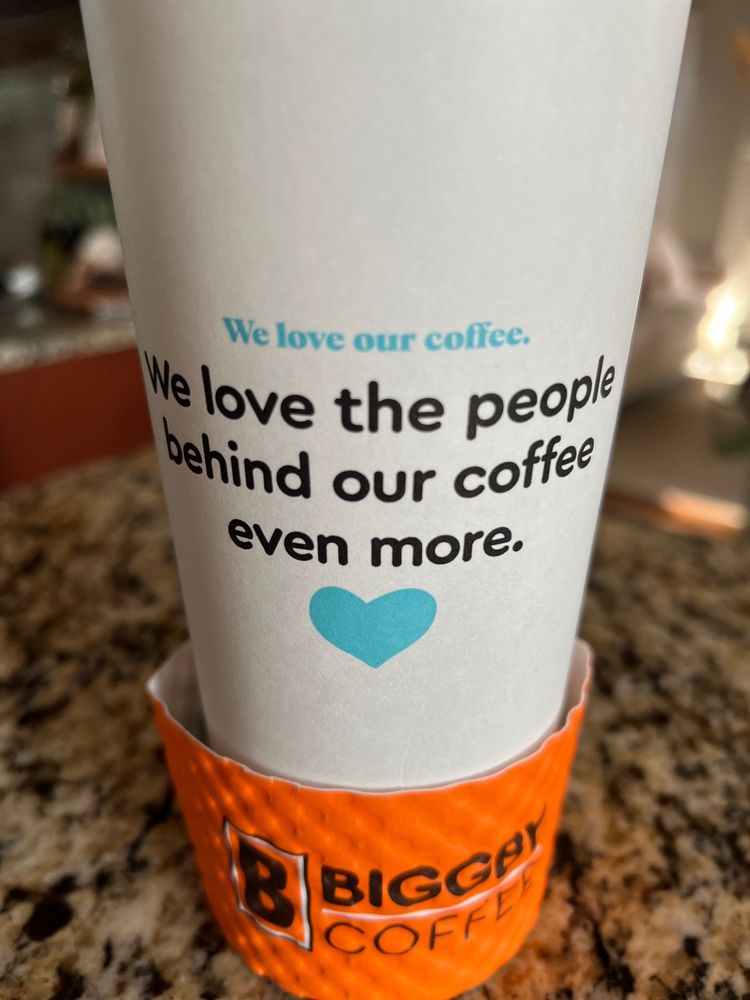 We love our coffee.
We love the people
behind our coffee
even more.
B
BIGGBY
COFFEE